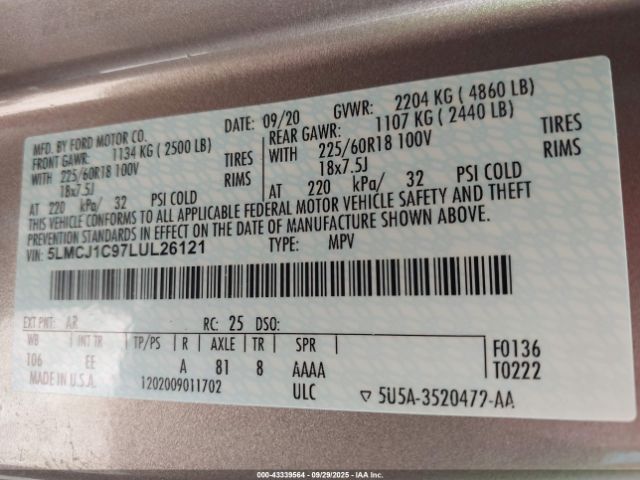 MFD. BY FORD MOTOR CO.
DATE: 09/20 GVWR: 2204 KG ( 4860 LB)
FRONT GAWR: 1134 KG ( 2500 LB) REAR GAWR: 1107 KG ( 2440 LB)
WITH 225/60R18 100V TIRES WITH 225/60R18 100V TIRES
18x7.5J RIMS 18x7.5J RIMS
AT 220 kPa/ 32 PSI COLD AT 220 kPa/ 32 PSI COLD
THIS VEHICLE CONFORMS TO ALL APPLICABLE FEDERAL MOTOR VEHICLE SAFETY AND THEFT
PREVENTION STANDARDS IN EFFECT ON THE DATE OF MANUFACTURE SHOWN ABOVE.
VIN: 5LMCJ1C97LUL26121 TYPE: MPV
EXT PNT: AR RC: 25 DSO:
WB INT TR TP/PS R AXLE TR SPR F0136
106 EE A 81 8 AAAA T0222
MADE IN U.S.A. 1202009011702 ULC ▽ 5U5A-3520472-AA
000-43339564 | 09/29/2025 | IAA Inc.